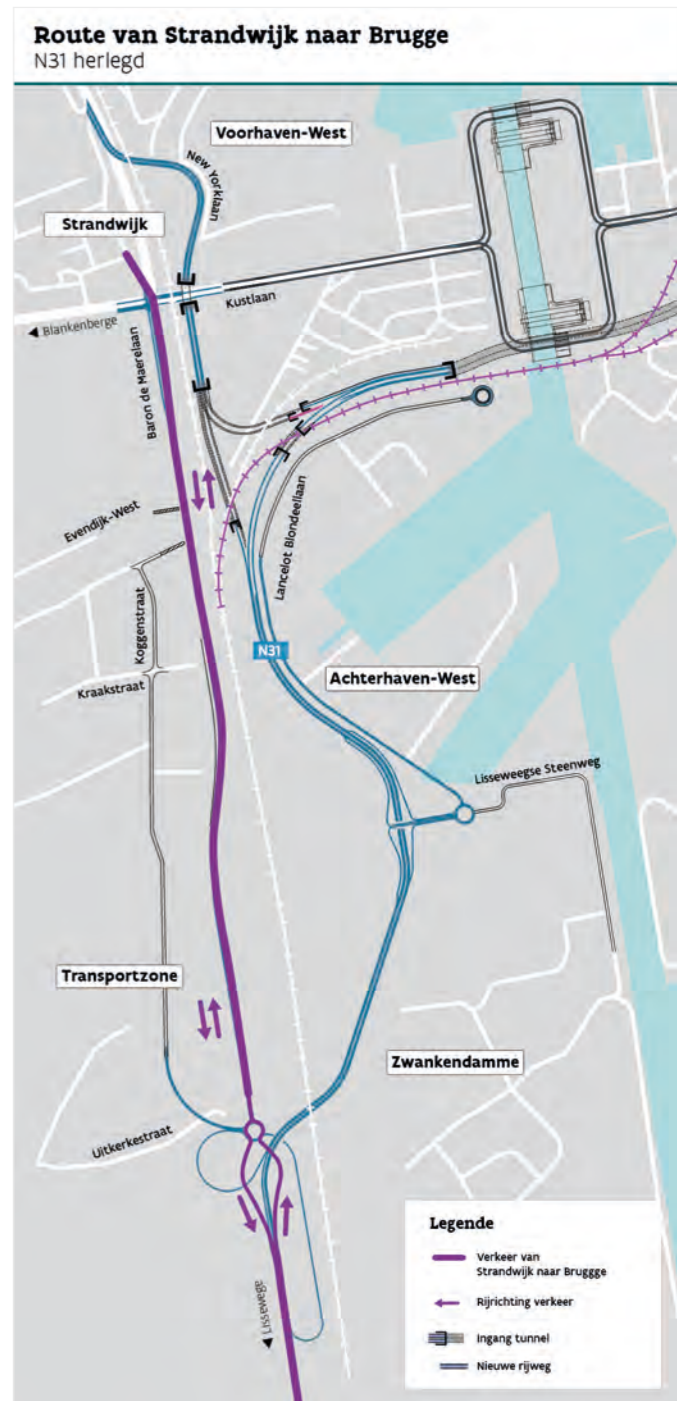 Route van Strandwijk naar Brugge
N31 herlegd
Voorhaven-West
New Yorklaan
Strandwijk
Kustlaan
◄ Blankenberge
Baron de Maerelaan
Evendijk-West
Lancelot Blondeellaan
Koggenstraat
N31
Achterhaven-West
Kraakstraat
Lisseweegse Steenweg
Transportzone
Zwankendamme
Uitkerkestraat
◄ Lissewege
Legende
Verkeer van
Strandwijk naar Bruggge
Rijrichting verkeer
Ingang tunnel
Nieuwe rijweg